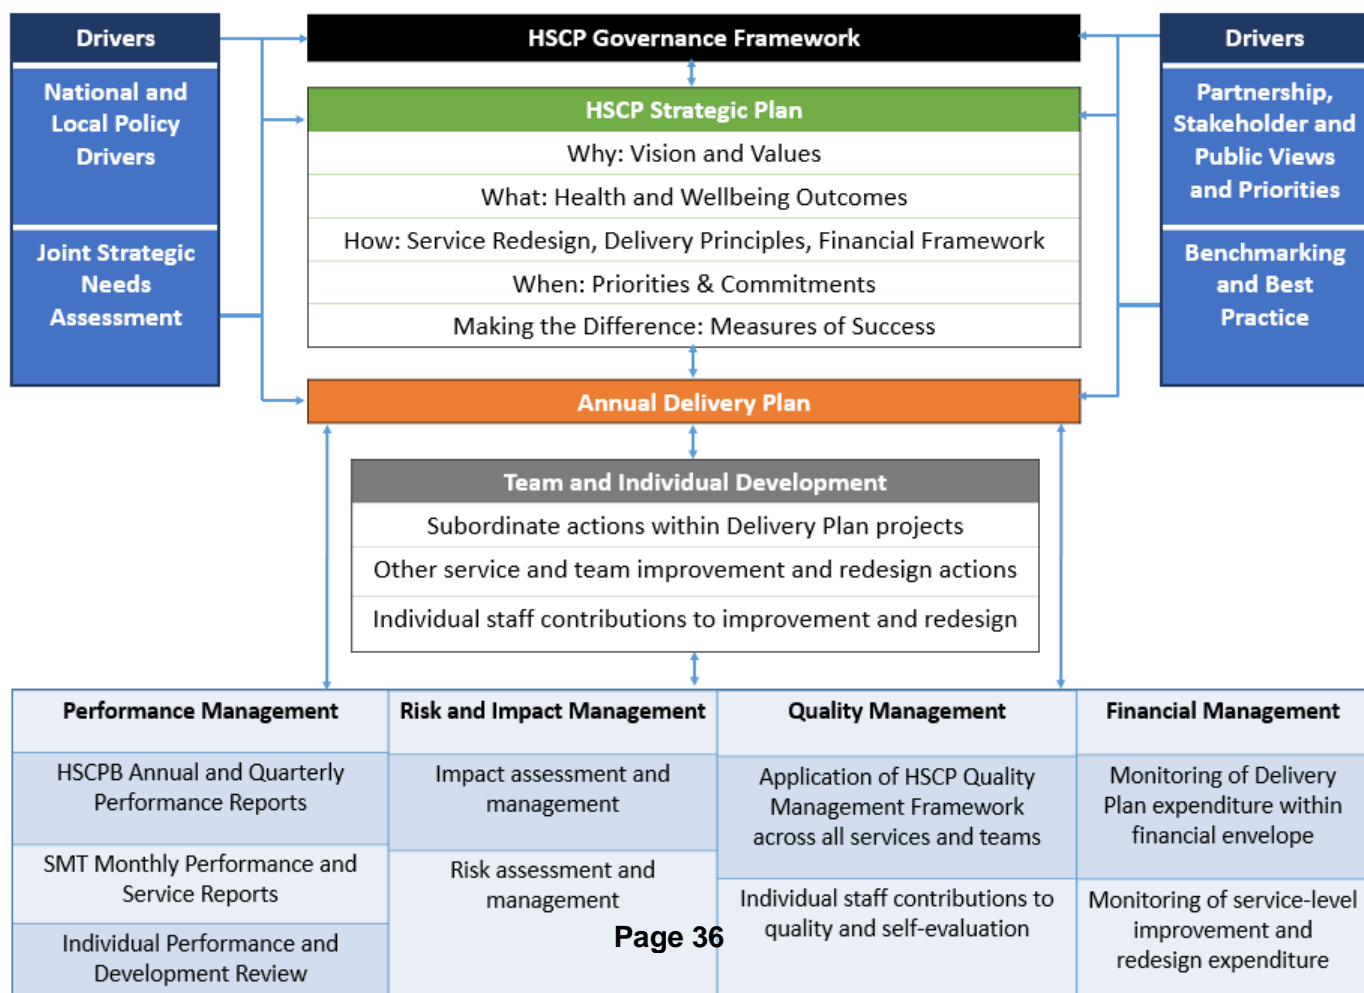 Drivers
National and
Local Policy
Drivers
Joint Strategic
Needs
Assessment
HSCP Governance Framework
HSCP Strategic Plan
Why: Vision and Values
What: Health and Wellbeing Outcomes
How: Service Redesign, Delivery Principles, Financial Framework
When: Priorities & Commitments
Making the Difference: Measures of Success
Drivers
Partnership,
Stakeholder and
Public Views
and Priorities
Benchmarking
and Best
Practice
Annual Delivery Plan
Team and Individual Development
Subordinate actions within Delivery Plan projects
Other service and team improvement and redesign actions
Individual staff contributions to improvement and redesign
Performance Management
HSCPB Annual and Quarterly
Performance Reports
SMT Monthly Performance and
Service Reports
Individual Performance and
Development Review
Risk and Impact Management
Impact assessment and
management
Risk assessment and
management
Quality Management
Application of HSCP Quality
Management Framework
across all services and teams
Individual staff contributions to
quality and self-evaluation
Financial Management
Monitoring of Delivery
Plan expenditure within
financial envelope
Monitoring of service-level
improvement and
redesign expenditure
Page 36